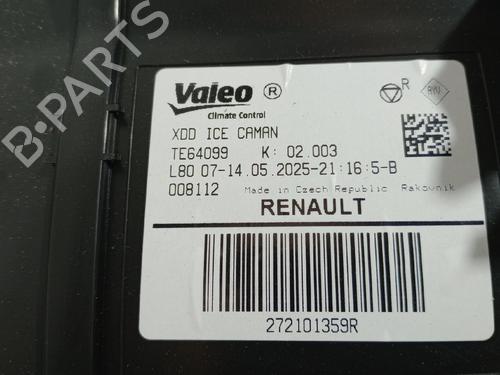 Valeo ®
Climate Control
R
XDD ICE CAMAN
TE64099 K: 02.003
L80 07-14.05.2025-21:16:5-B
008112 Made in Czech Republic Rakovnik
RENAULT
272101359R
B-PARTS